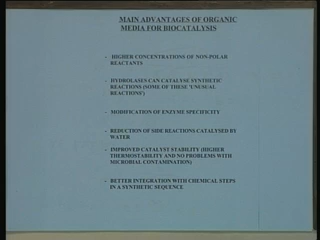 MAIN ADVANTAGES OF ORGANIC
MEDIA FOR BIOCATALYSIS
- HIGHER CONCENTRATIONS OF NON-POLAR
REACTANTS
- HYDROLASES CAN CATALYSE SYNTHETIC
REACTIONS (SOME OF THESE 'UNUSUAL
REACTIONS')
- MODIFICATION OF ENZYME SPECIFICITY
- REDUCTION OF SIDE REACTIONS CATALYSED BY
WATER
- IMPROVED CATALYST STABILITY (HIGHER
THERMOSTABILITY AND NO PROBLEMS WITH
MICROBIAL CONTAMINATION)
- BETTER INTEGRATION WITH CHEMICAL STEPS
IN A SYNTHETIC SEQUENCE